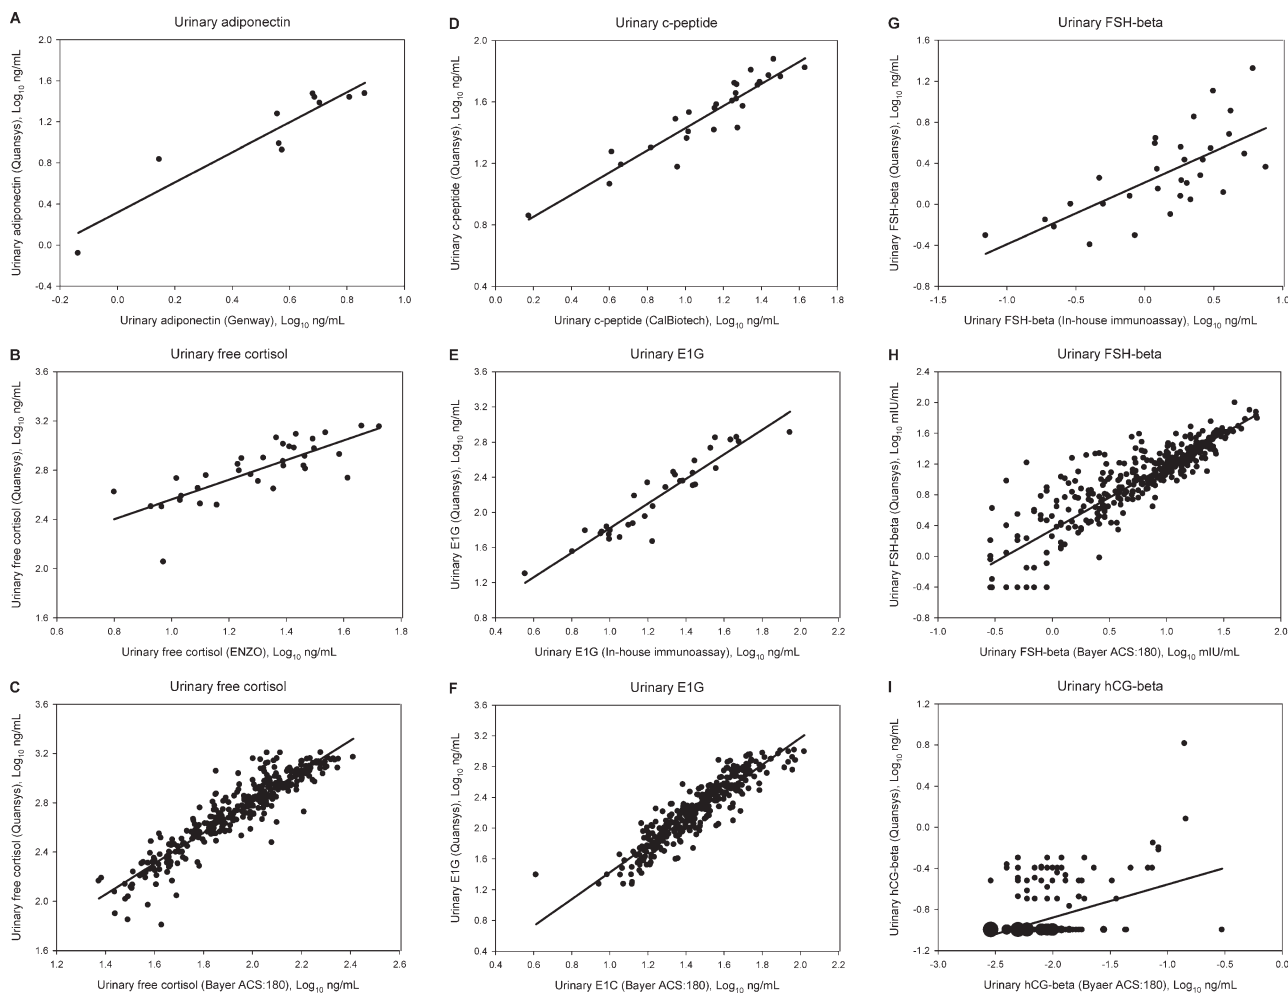 A
Urinary adiponectin
Urinary adiponectin (Quansys), Log10 ng/mL
2.0
1.6
1.2
0.8
0.4
0.0
-0.4
-0.2 0.0 0.2 0.4 0.6 0.8 1.0
Urinary adiponectin (Genway), Log10 ng/mL
D
Urinary c-peptide
Urinary c-peptide (Quansys), Log10 ng/mL
2.0
1.6
1.2
0.8
0.4
0.0 0.2 0.4 0.6 0.8 1.0 1.2 1.4 1.6 1.8
Urinary c-peptide (CalBiotech), Log10 ng/mL
G
Urinary FSH-beta
Urinary FSH-beta (Quansys), Log10 ng/mL
1.6
1.2
0.8
0.4
0.0
-0.4
-0.8
-1.5 -1.0 -0.5 0.0 0.5 1.0
Urinary FSH-beta (In-house immunoassay), Log10 ng/mL
B
Urinary free cortisol
Urinary free cortisol (Quansys), Log10 ng/mL
3.6
3.2
2.8
2.4
2.0
1.6
0.6 0.8 1.0 1.2 1.4 1.6 1.8
Urinary free cortisol (ENZO), Log10 ng/mL
E
Urinary E1G
Urinary E1G (Quansys), Log10 ng/mL
3.6
3.2
2.8
2.4
2.0
1.6
1.2
0.8
0.4 0.6 0.8 1.0 1.2 1.4 1.6 1.8 2.0 2.2
Urinary E1G (In-house immunoassay), Log10 ng/mL
H
Urinary FSH-beta
Urinary FSH-beta (Quansys), Log10 mIU/mL
2.4
2.0
1.6
1.2
0.8
0.4
0.0
-0.4
-0.8
-1.0 -0.5 0.0 0.5 1.0 1.5 2.0
Urinary FSH-beta (Bayer ACS:180), Log10 mIU/mL
C
Urinary free cortisol
Urinary free cortisol (Quansys), Log10 ng/mL
3.6
3.2
2.8
2.4
2.0
1.6
1.2 1.4 1.6 1.8 2.0 2.2 2.4 2.6
Urinary free cortisol (Bayer ACS:180), Log10 ng/mL
F
Urinary E1G
Urinary E1G (Quansys), Log10 ng/mL
3.6
3.2
2.8
2.4
2.0
1.6
1.2
0.8
0.4
0.4 0.6 0.8 1.0 1.2 1.4 1.6 1.8 2.0 2.2
Urinary E1C (Bayer ACS:180), Log10 ng/mL
I
Urinary hCG-beta
Urinary hCG-beta (Quansys), Log10 ng/mL
1.2
0.8
0.4
0.0
-0.4
-0.8
-1.2
-3.0 -2.5 -2.0 -1.5 -1.0 -0.5 0.0
Urinary hCG-beta (Byaer ACS:180), Log10 ng/mL